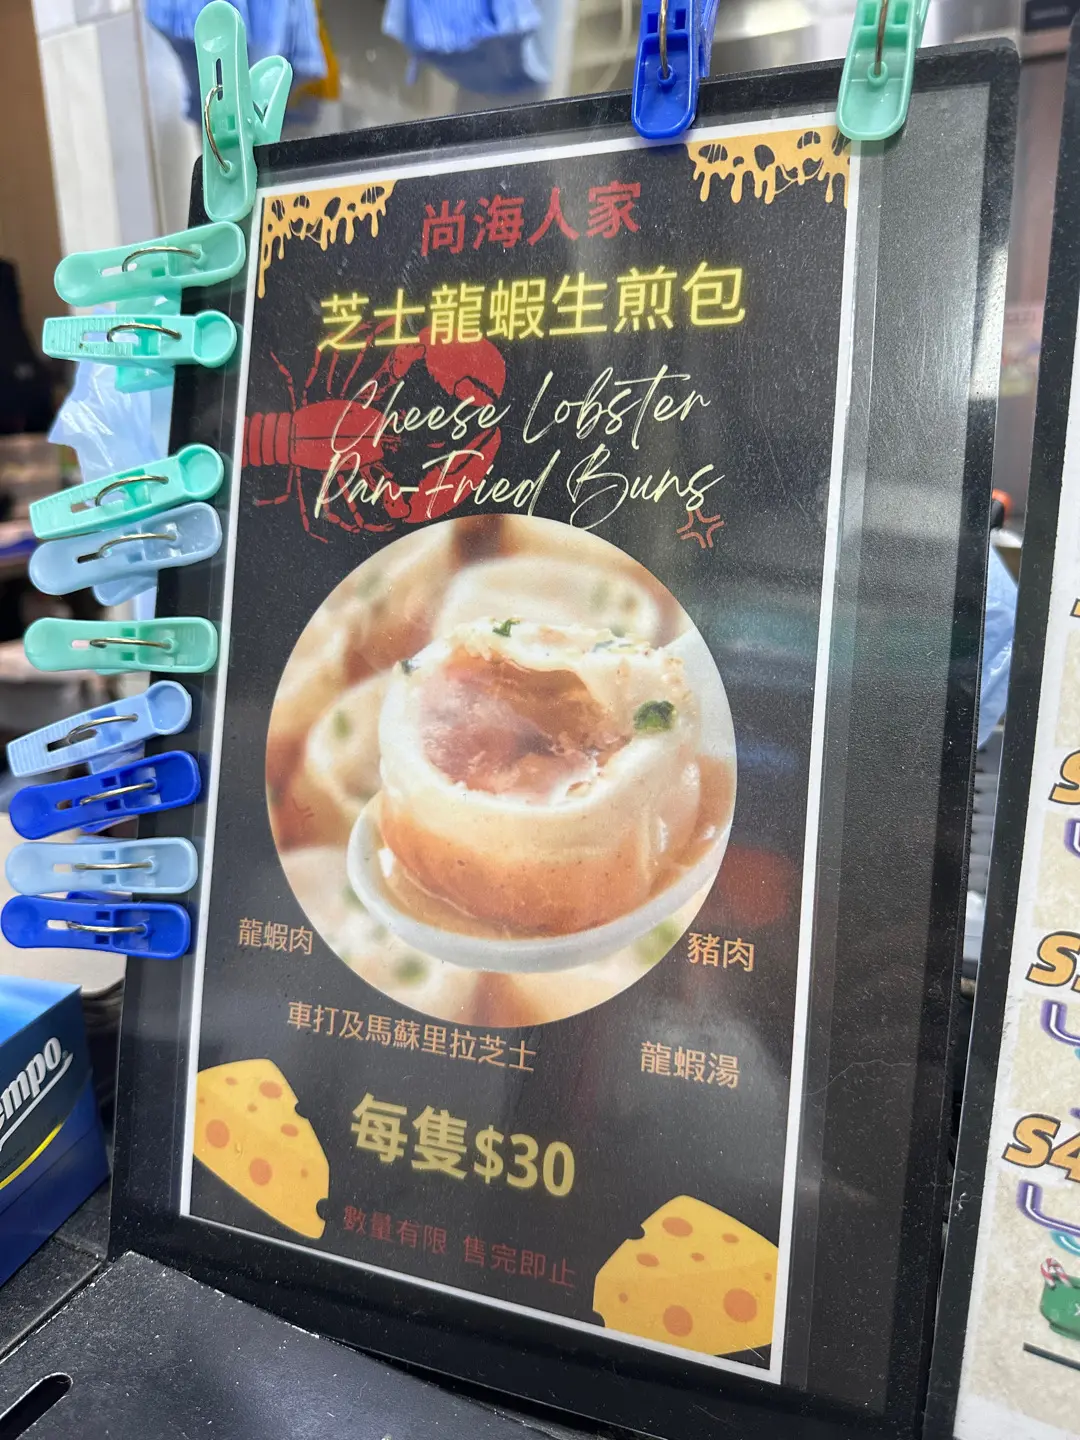 尚海人家
芝士龍蝦生煎包
Cheese Lobster
Pan-Fried Buns
龍蝦肉
豬肉
車打及馬蘇里拉芝士
龍蝦湯
每隻$30
數量有限 售完即止
empo
S4